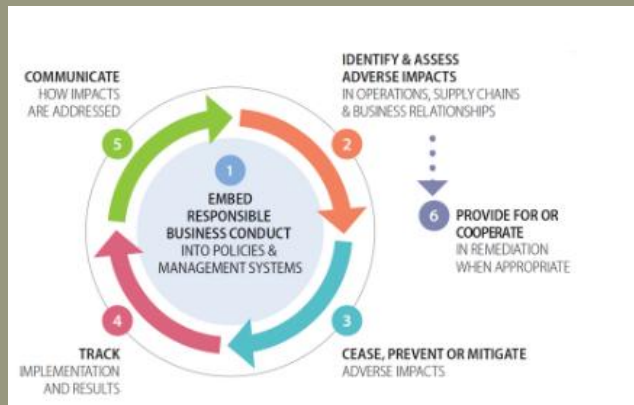 1
EMBED
RESPONSIBLE
BUSINESS CONDUCT
INTO POLICIES &
MANAGEMENT SYSTEMS
2
IDENTIFY & ASSESS
ADVERSE IMPACTS
IN OPERATIONS, SUPPLY CHAINS
& BUSINESS RELATIONSHIPS
3
CEASE, PREVENT OR MITIGATE
ADVERSE IMPACTS
4
TRACK
IMPLEMENTATION
AND RESULTS
5
COMMUNICATE
HOW IMPACTS
ARE ADDRESSED
6
PROVIDE FOR OR
COOPERATE
IN REMEDIATION
WHEN APPROPRIATE